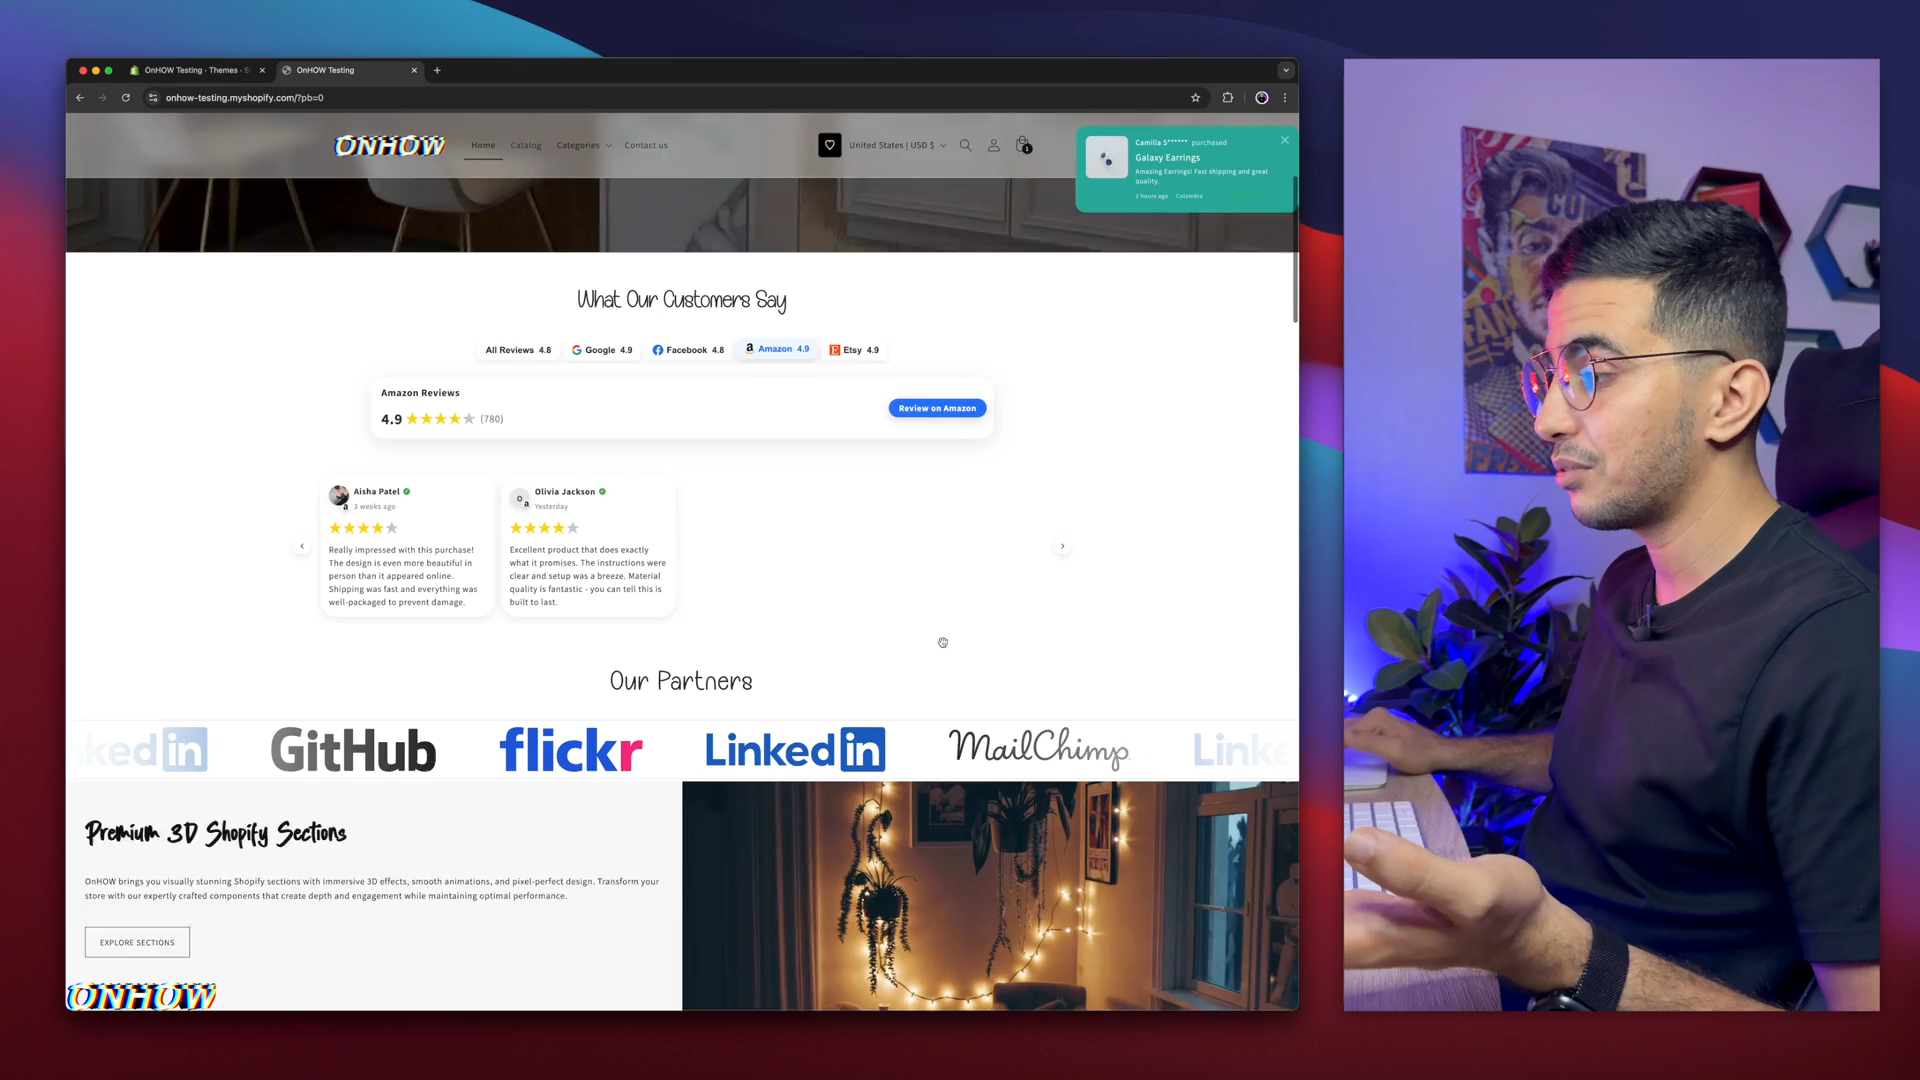 OnHOW Testing · Themes · S
OnHOW Testing
onhow-testing.myshopify.com/?pb=0
ONHOW
Home
Catalog
Categories
Contact us
United States | USD $
1
Camilla S****** purchased
Galaxy Earrings
Amazing Earrings! Fast shipping and great
quality.
2 hours ago
Colombia
What Our Customers Say
All Reviews 4.8
Google 4.9
Facebook 4.8
Amazon 4.9
Etsy 4.9
Amazon Reviews
4.9
(780)
Review on Amazon
Aisha Patel
3 weeks ago
Really impressed with this purchase!
The design is even more beautiful in
person than it appeared online.
Shipping was fast and everything was
well-packaged to prevent damage.
O
Olivia Jackson
Yesterday
Excellent product that does exactly
what it promises. The instructions were
clear and setup was a breeze. Material
quality is fantastic - you can tell this is
built to last.
Our Partners
kedin
GitHub
flickr
Linkedin
MailChimp
Linke
Premium 3D Shopify Sections
OnHOW brings you visually stunning Shopify sections with immersive 3D effects, smooth animations, and pixel-perfect design. Transform your
store with our expertly crafted components that create depth and engagement while maintaining optimal performance.
EXPLORE SECTIONS
ONHOW